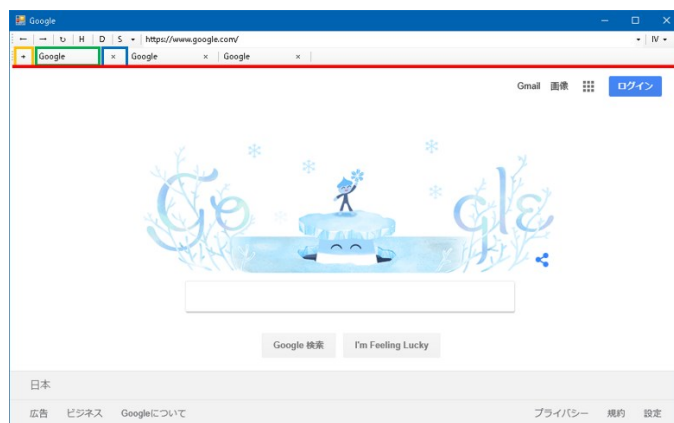 Google
← → ↻ H D S https://www.google.com/ IV
+ Google × Google × Google ×
Gmail 画像 ログイン
Google
Google 検索 I'm Feeling Lucky
日本
広告 ビジネス Googleについて プライバシー 規約 設定